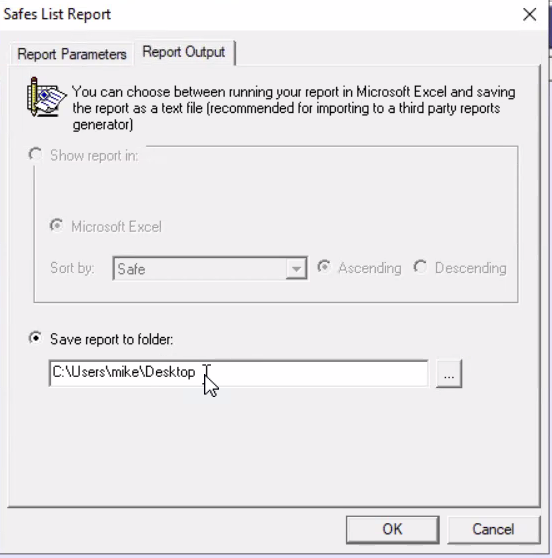 Safes List Report
Report Parameters
Report Output
You can choose between running your report in Microsoft Excel and saving
the report as a text file (recommended for importing to a third party reports
generator)
Show report in:
Microsoft Excel
Sort by:
Safe
Ascending
Descending
Save report to folder:
C:\Users\mike\Desktop
...
OK
Cancel